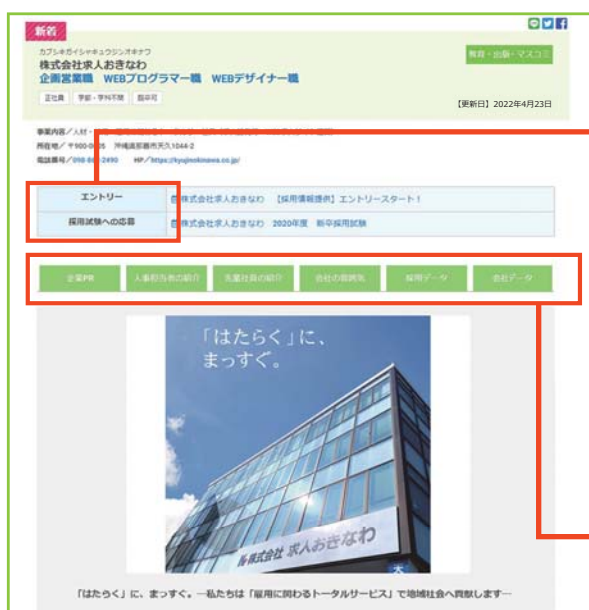 新着
カブシキガイシャキュウジンオキナワ
株式会社求人おきなわ
教育・出版・マスコミ
企画営業職 WEBプログラマー職 WEBデザイナー職
正社員 学部・学科不問 既卒可
【更新日】2022年4月23日
事業内容／人材・
所在地／〒900-0005 沖縄県那覇市天久1044-2
電話番号／098-862-2490 HP／https://kyujinokinawa.co.jp/
エントリー
株式会社求人おきなわ 【採用情報提供】エントリースタート！
採用試験への応募
株式会社求人おきなわ 2020年度 新卒採用試験
企業PR 人事担当者の紹介 先輩社員の紹介 会社の雰囲気 採用データ 会社データ
「はたらく」に、
まっすぐ。
株式会社 求人おきなわ
「はたらく」に、まっすぐ。―私たちは「雇用に関わるトータルサービス」で地域社会へ貢献します―